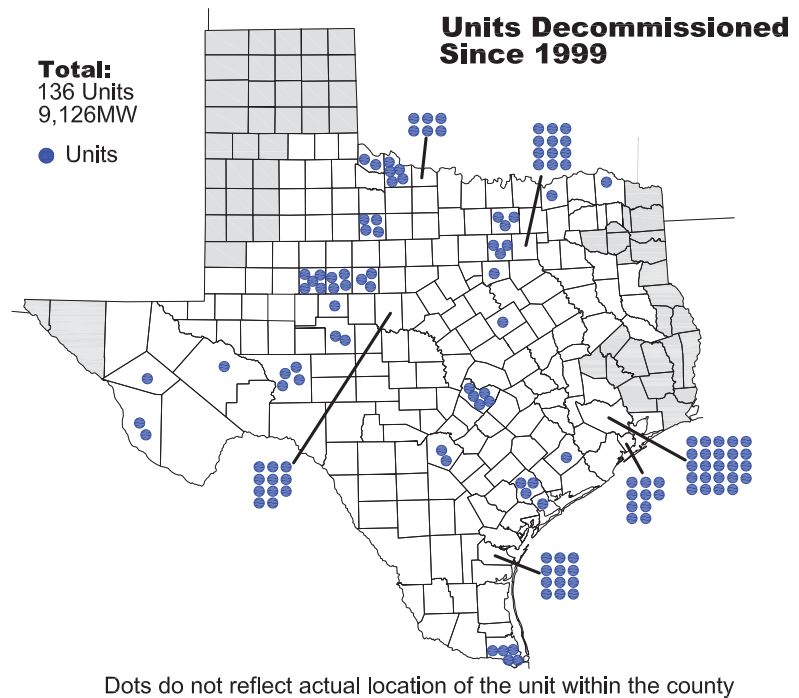 Units Decommissioned
Since 1999
Total:
136 Units
9,126MW
Units
Dots do not reflect actual location of the unit within the county